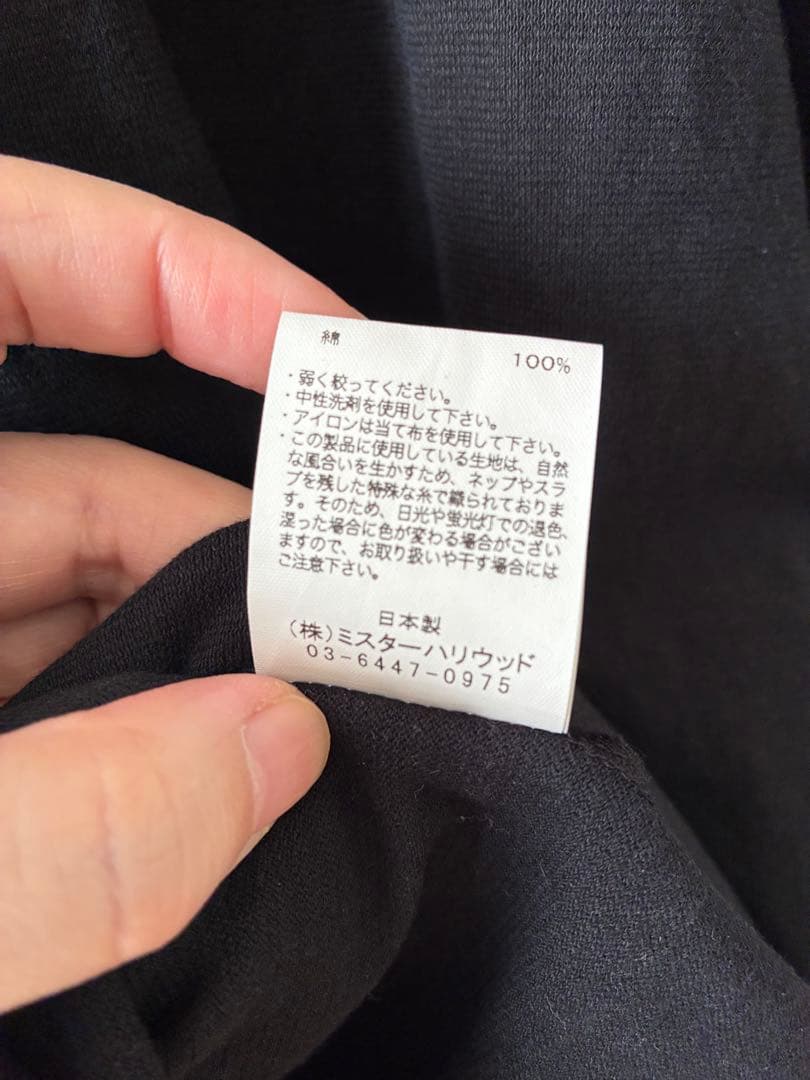 綿 100%
・弱く絞ってください。
・中性洗剤を使用して下さい。
・アイロンは当て布を使用して下さい。
・この製品に使用している生地は、自然
な風合いを生かすため、ネップやスラ
ブを残した特殊な糸で織られておりま
す。そのため、日光や蛍光灯での退色、
湿った場合に色が変わる場合がござい
ますので、お取り扱いや干す場合には
ご注意下さい。
日本製
(株)ミスターハリウッド
03-6447-0975